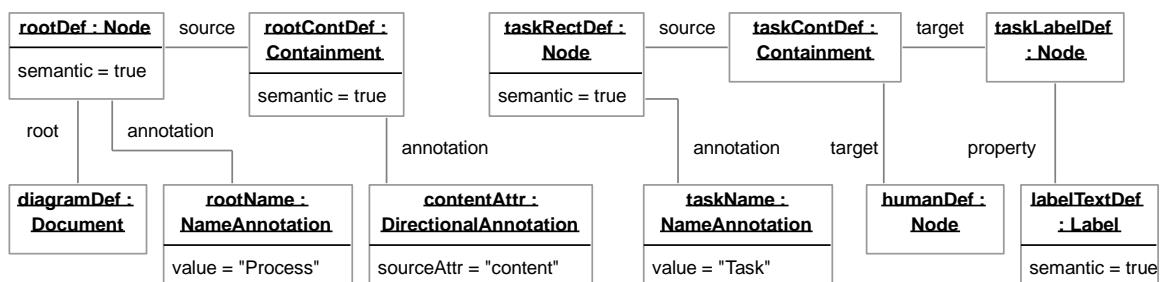 rootDef : Node
semantic = true
source
rootContDef :
Containment
semantic = true
taskRectDef :
Node
semantic = true
source
taskContDef :
Containment
target
taskLabelDef
: Node
root
annotation
annotation
annotation
target
property
diagramDef :
Document
rootName :
NameAnnotation
value = "Process"
contentAttr :
DirectionalAnnotation
sourceAttr = "content"
taskName :
NameAnnotation
value = "Task"
humanDef :
Node
labelTextDef
: Label
semantic = true